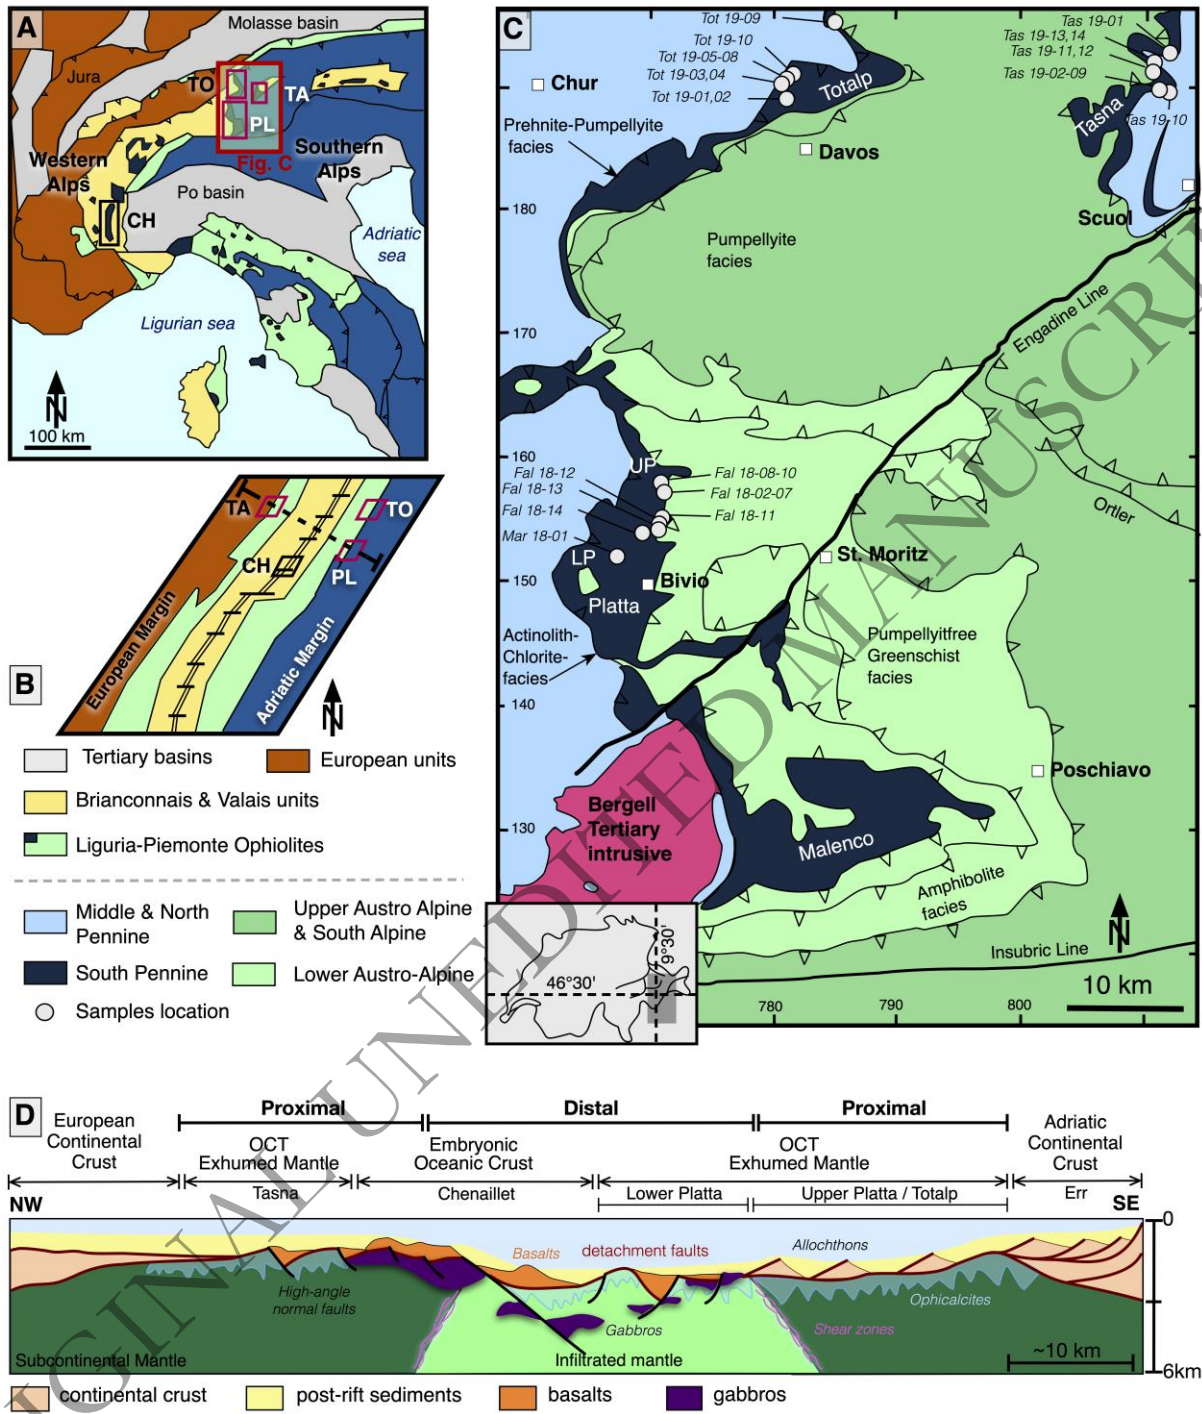 A
Molasse basin
Jura
TO
TA
PL
Fig. C
Western
Alps
Southern
Alps
Po basin
CH
Adriatic
sea
Ligurian sea
N
100 km
B
TA
TO
CH
PL
European Margin
Adriatic Margin
N
Tertiary basins
European units
Brianconnais & Valais units
Liguria-Piemonte Ophiolites
Middle & North
Pennine
Upper Austro Alpine
& South Alpine
South Pennine
Lower Austro-Alpine
Samples location
C
Tot 19-09
Tot 19-10
Tot 19-05-08
Tot 19-03,04
Tot 19-01,02
Totalp
Tas 19-01
Tas 19-13,14
Tas 19-11,12
Tas 19-02-09
Tas 19-10
Tasna
Chur
Prehnite-Pumpellyite
facies
Davos
Scuol
180
Pumpellyite
facies
Engadine Line
170
160
UP
Fal 18-12
Fal 18-13
Fal 18-14
Mar 18-01
Fal 18-08-10
Fal 18-02-07
Fal 18-11
Ortler
LP
St. Moritz
150
Bivio
Platta
Actinolith-
Chlorite-
facies
Pumpellyitfree
Greenschist
facies
140
Poschiavo
Bergell
Tertiary
intrusive
130
Malenco
Amphibolite
facies
N
Insubric Line
46°30'
9°30'
10 km
780
790
800
D
Proximal
Distal
Proximal
European
Continental
Crust
OCT
Exhumed Mantle
Embryonic
Oceanic Crust
OCT
Exhumed Mantle
Adriatic
Continental
Crust
Tasna
Chenaillet
Lower Platta
Upper Platta / Totalp
Err
NW
SE
0
Basalts
detachment faults
Allochthons
High-angle
normal faults
Ophicalcites
Gabbros
Shear zones
~10 km
Subcontinental Mantle
Infiltrated mantle
6km
continental crust
post-rift sediments
basalts
gabbros
IGINAL UNEDITED MANUSCRI